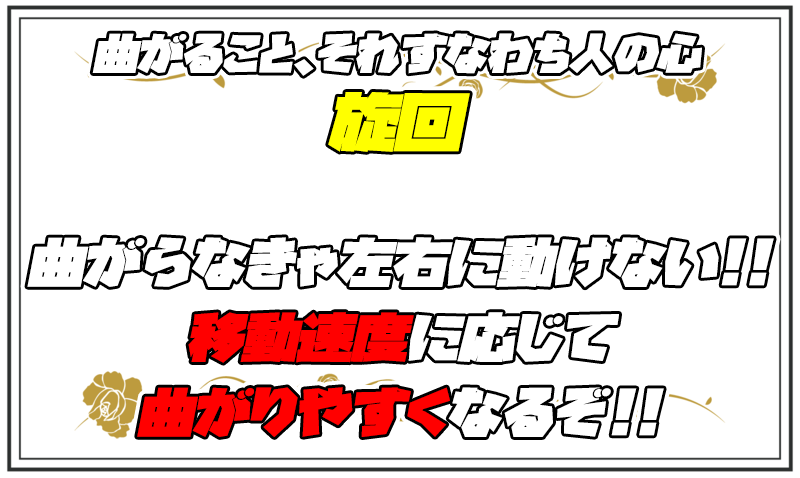 曲がること、それすなわち人の心
旋回
曲がらなきゃ左右に動けない!!
移動速度に応じて
曲がりやすくなるぞ!!